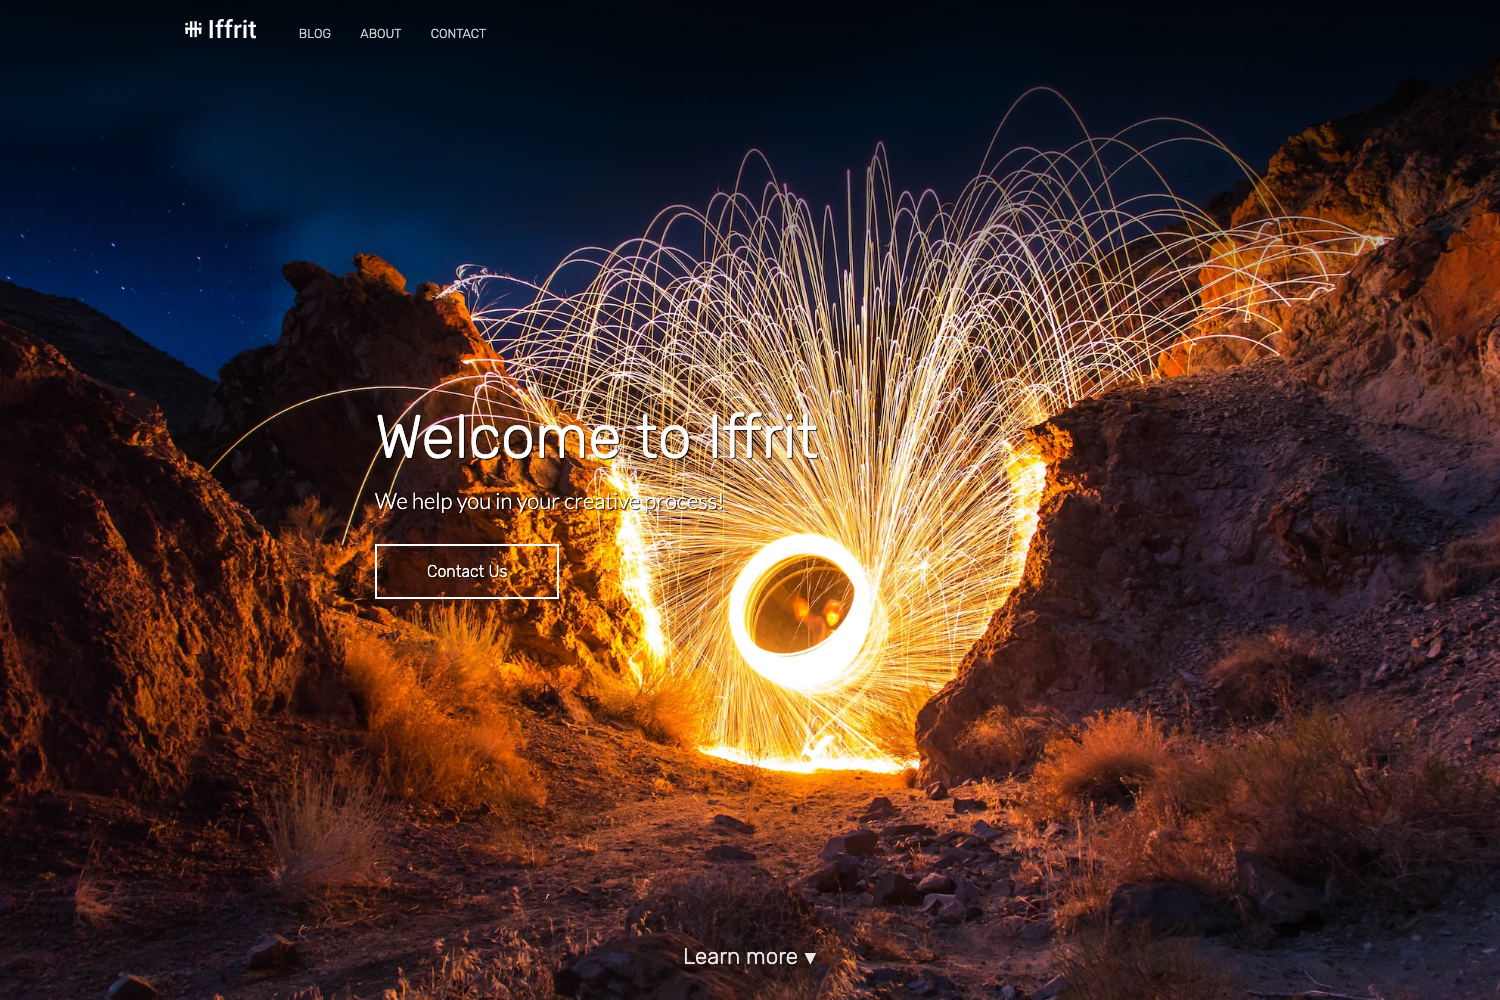 Iffrit
BLOG ABOUT CONTACT
Welcome to Iffrit
We help you in your creative process!
Contact Us
Learn more ▾